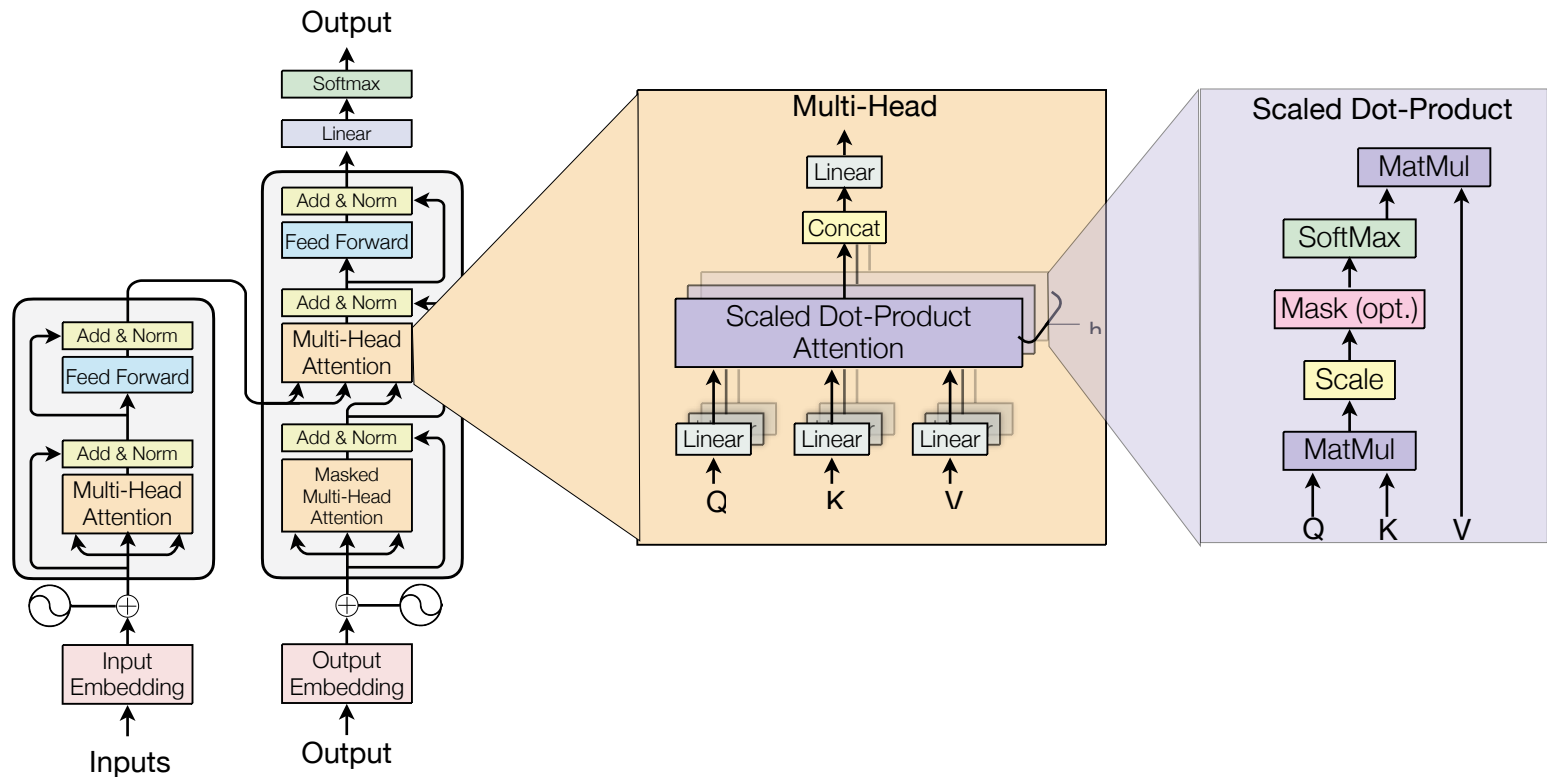 Output
Softmax
Linear
Add & Norm
Feed Forward
Add & Norm
Multi-Head
Attention
Add & Norm
Masked
Multi-Head
Attention
Output
Embedding
Output
Add & Norm
Feed Forward
Add & Norm
Multi-Head
Attention
Input
Embedding
Inputs
Multi-Head
Linear
Concat
Scaled Dot-Product
Attention
h
Linear
Linear
Linear
Q
K
V
Scaled Dot-Product
MatMul
SoftMax
Mask (opt.)
Scale
MatMul
Q
K
V